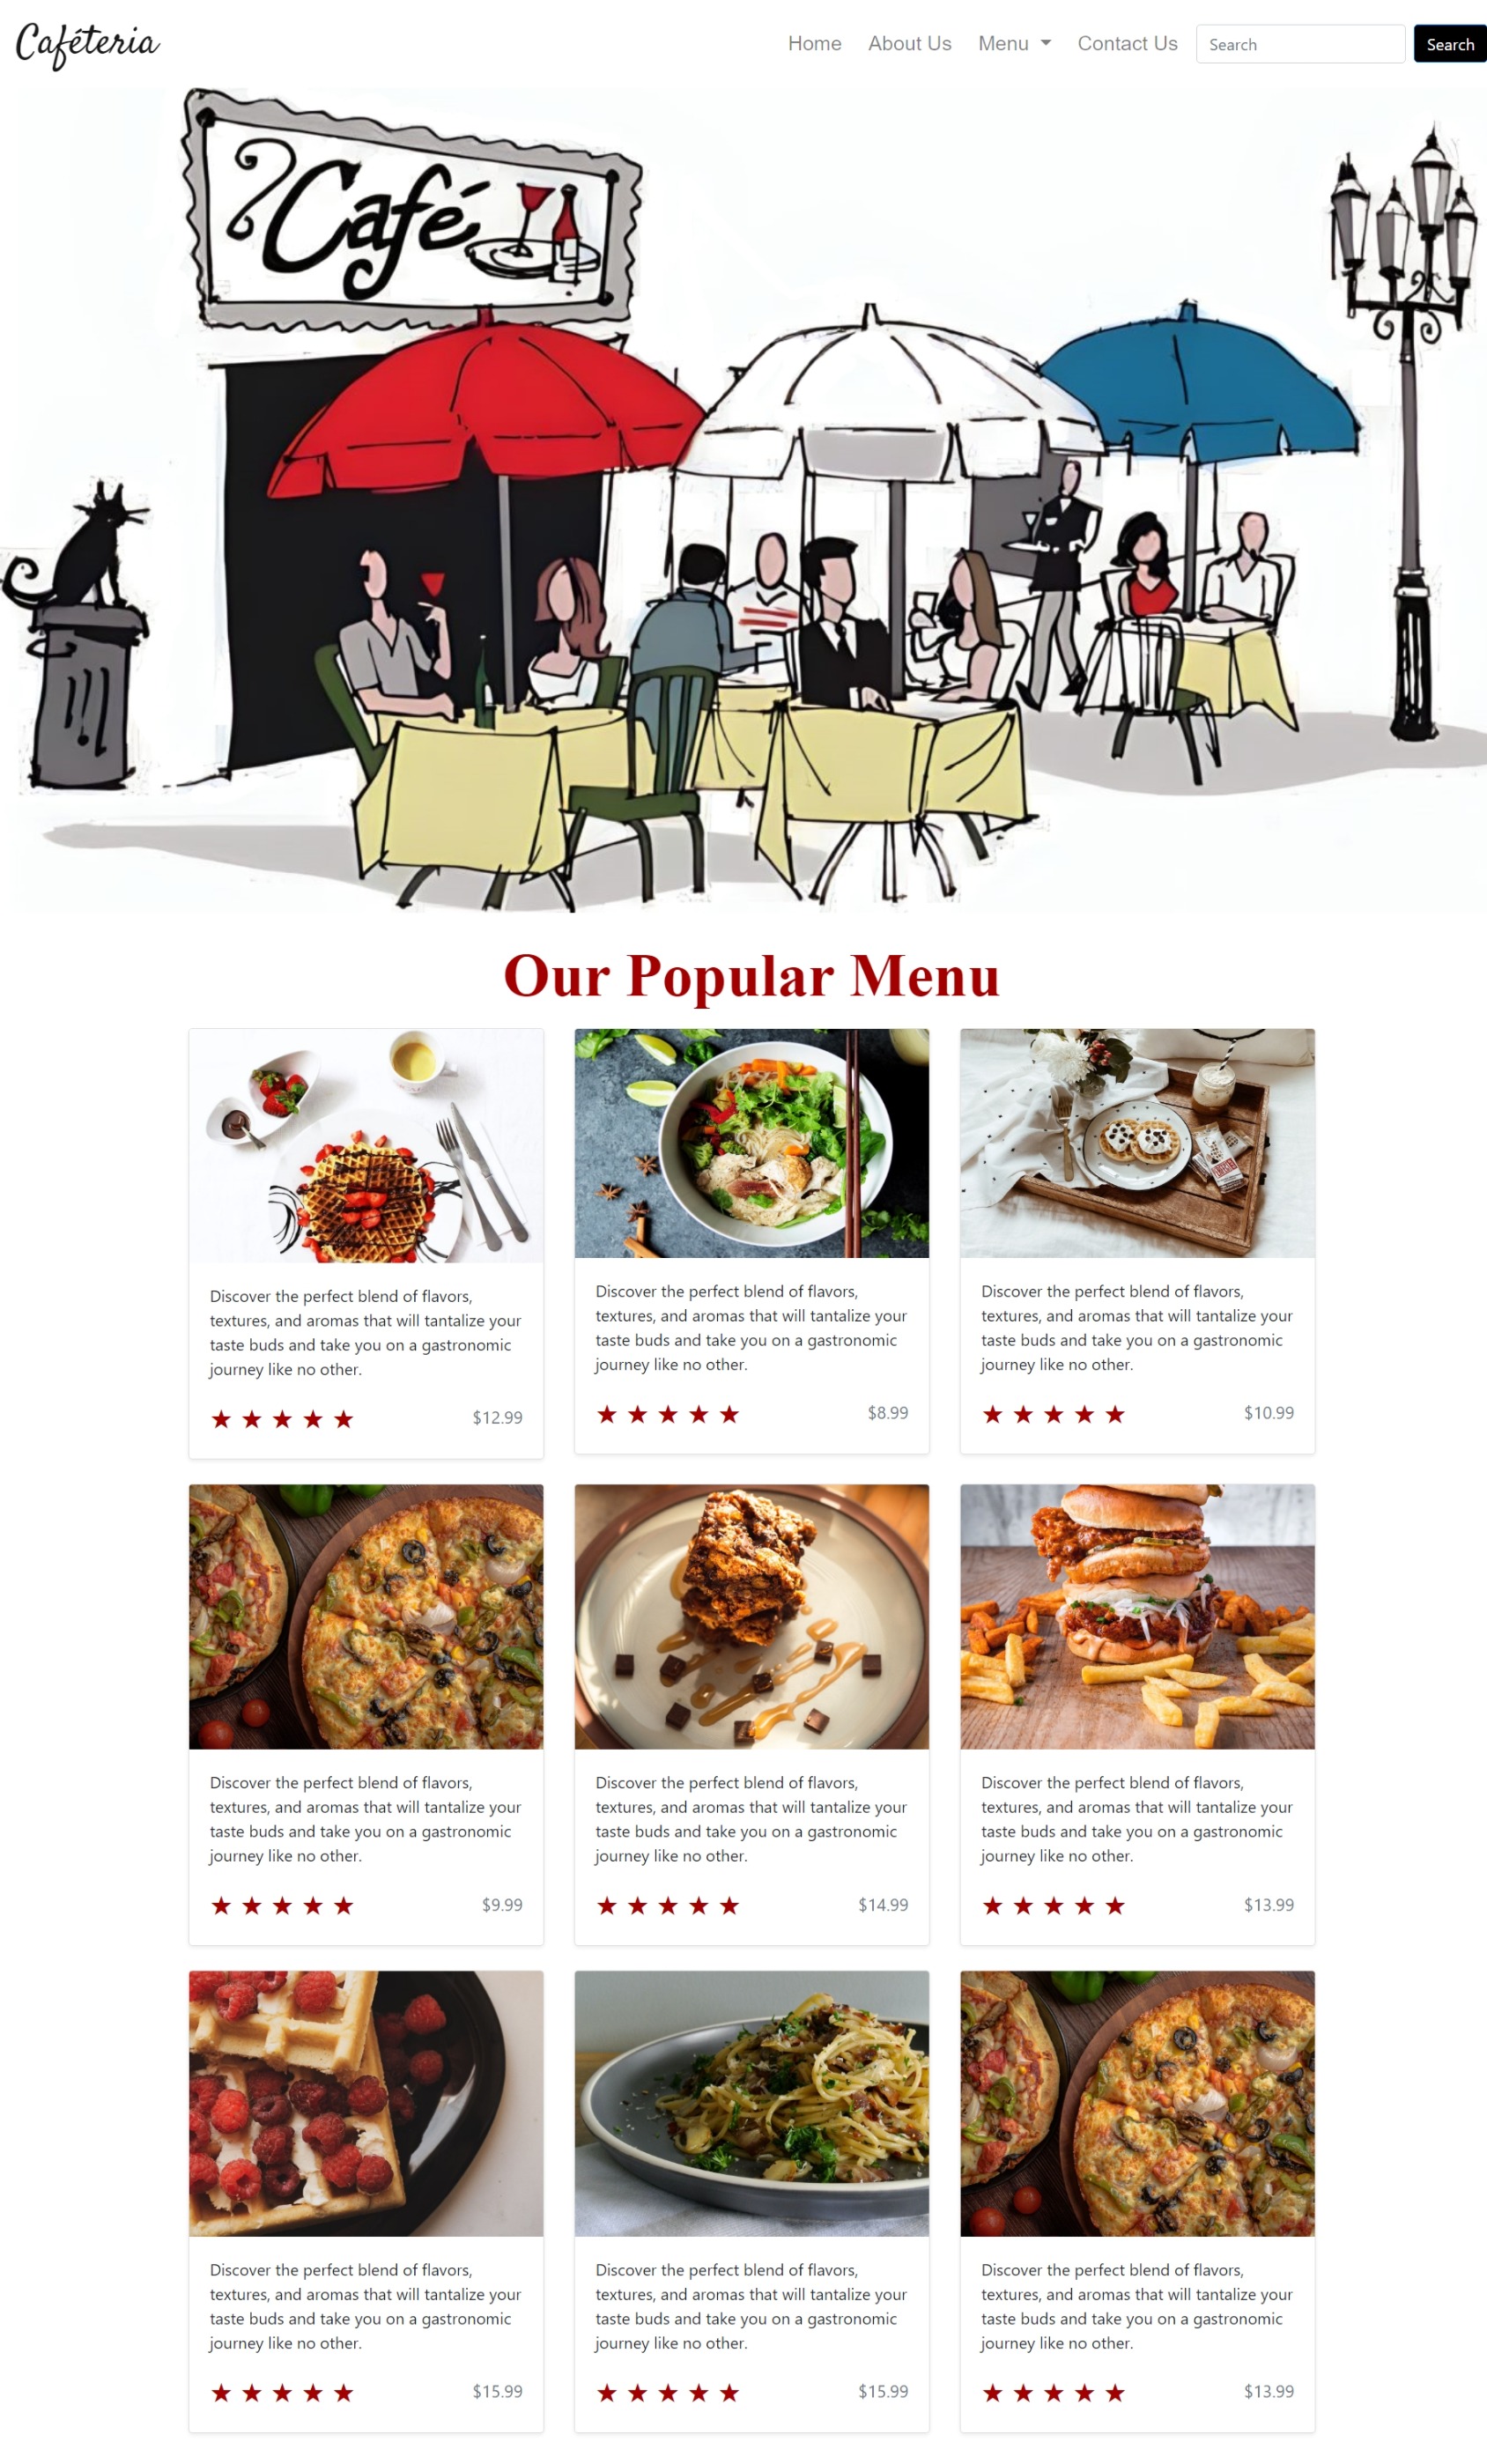 Caféteria
Home About Us Menu Contact Us Search Search
Café
Our Popular Menu
Discover the perfect blend of flavors,
textures, and aromas that will tantalize your
taste buds and take you on a gastronomic
journey like no other.
$12.99
Discover the perfect blend of flavors,
textures, and aromas that will tantalize your
taste buds and take you on a gastronomic
journey like no other.
$8.99
Discover the perfect blend of flavors,
textures, and aromas that will tantalize your
taste buds and take you on a gastronomic
journey like no other.
$10.99
Discover the perfect blend of flavors,
textures, and aromas that will tantalize your
taste buds and take you on a gastronomic
journey like no other.
$9.99
Discover the perfect blend of flavors,
textures, and aromas that will tantalize your
taste buds and take you on a gastronomic
journey like no other.
$14.99
Discover the perfect blend of flavors,
textures, and aromas that will tantalize your
taste buds and take you on a gastronomic
journey like no other.
$13.99
Discover the perfect blend of flavors,
textures, and aromas that will tantalize your
taste buds and take you on a gastronomic
journey like no other.
$15.99
Discover the perfect blend of flavors,
textures, and aromas that will tantalize your
taste buds and take you on a gastronomic
journey like no other.
$15.99
Discover the perfect blend of flavors,
textures, and aromas that will tantalize your
taste buds and take you on a gastronomic
journey like no other.
$13.99